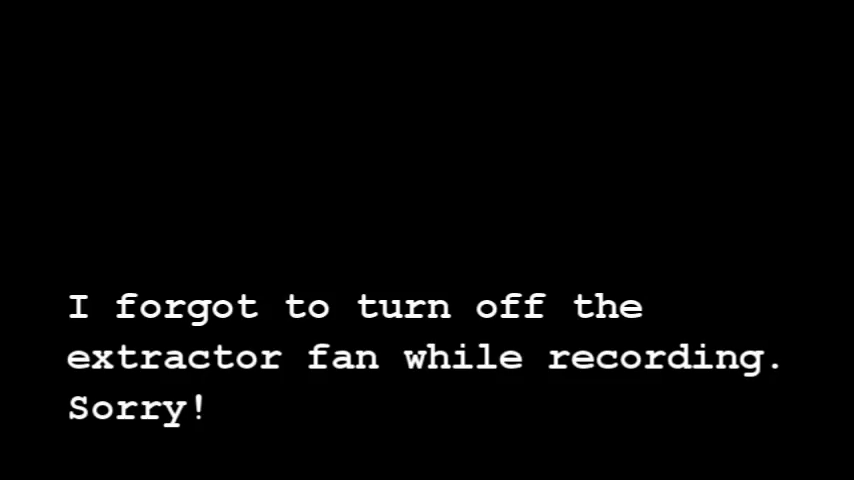 I forgot to turn off the
extractor fan while recording.
Sorry!